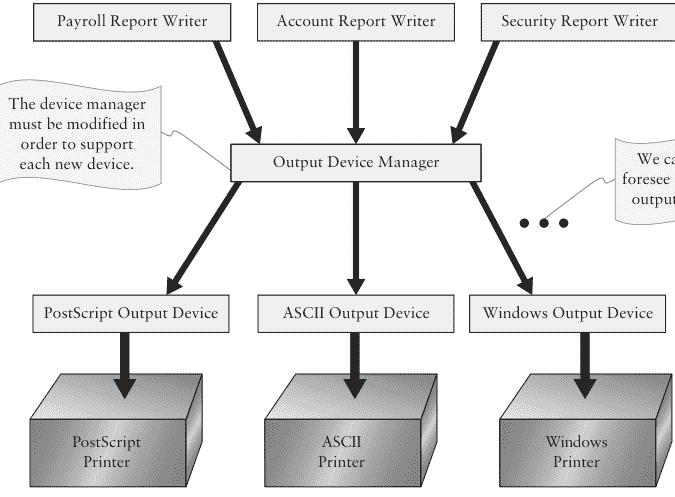 Payroll Report Writer
Account Report Writer
Security Report Writer
The device manager
must be modified in
order to support
each new device.
Output Device Manager
We
foresee
output
PostScript Output Device
ASCII Output Device
Windows Output Device
PostScript
Printer
ASCII
Printer
Windows
Printer